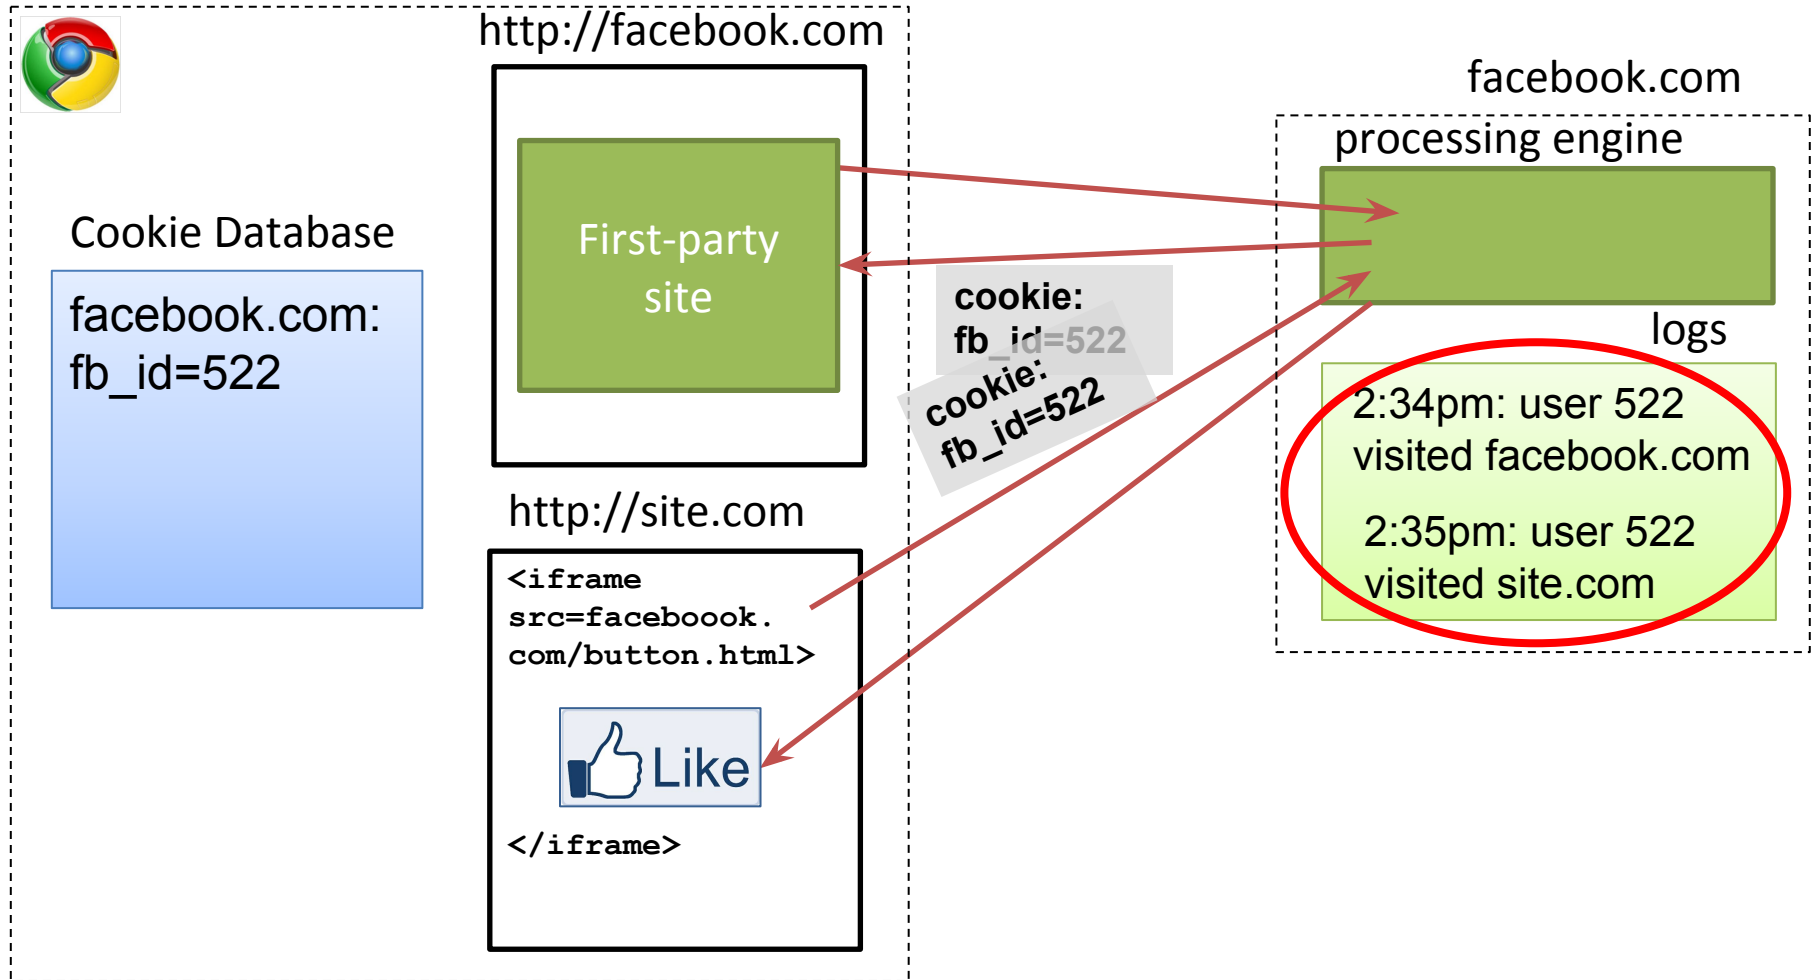 http://facebook.com
facebook.com
processing engine
Cookie Database
facebook.com:
fb_id=522
First-party
site
cookie:
fb_id=522
cookie:
fb_id=522
logs
2:34pm: user 522
visited facebook.com
2:35pm: user 522
visited site.com
http://site.com
<iframe
src=faceboook.
com/button.html>
Like
</iframe>